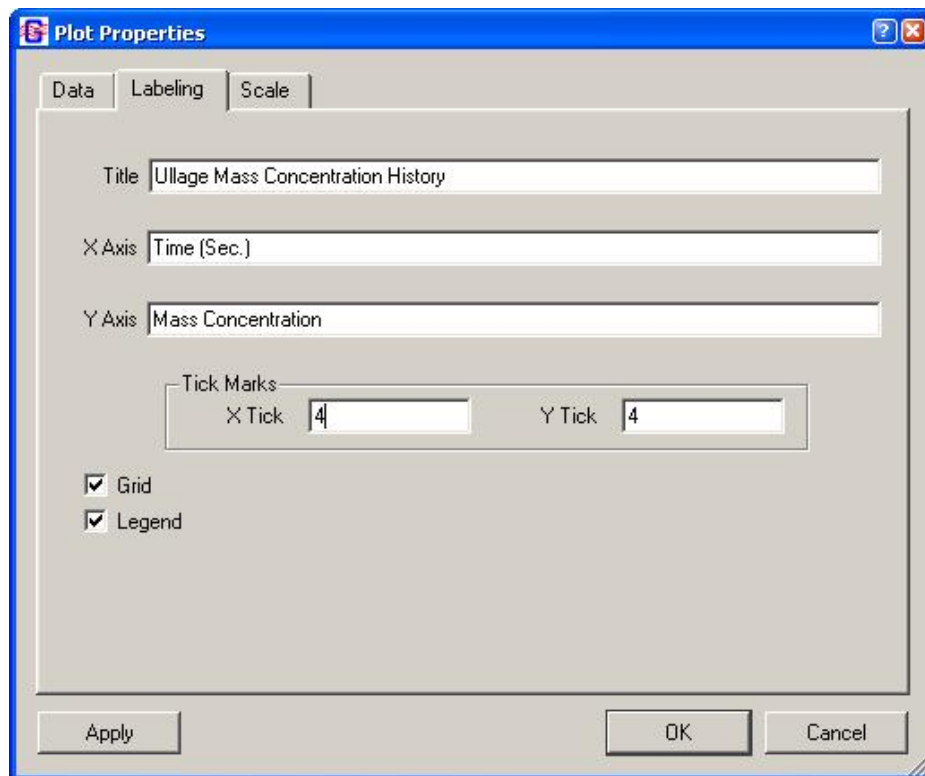 Plot Properties
Data Labeling Scale
Title Ullage Mass Concentration History
X Axis Time (Sec.)
Y Axis Mass Concentration
Tick Marks
X Tick 4 Y Tick 4
Grid
Legend
Apply OK Cancel